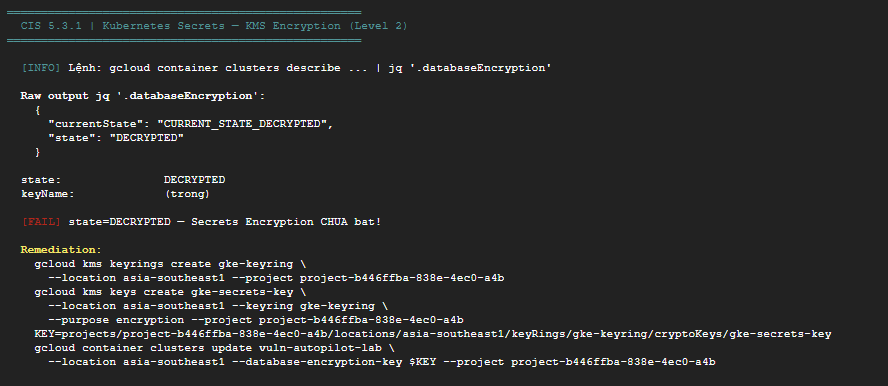 CIS 5.3.1 | Kubernetes Secrets — KMS Encryption (Level 2)
[INFO] Lệnh: gcloud container clusters describe ... | jq '.databaseEncryption'
Raw output jq '.databaseEncryption':
{
"currentState": "CURRENT_STATE_DECRYPTED",
"state": "DECRYPTED"
}
state: DECRYPTED
keyName: (trong)
[FAIL] state=DECRYPTED — Secrets Encryption CHUA bat!
Remediation:
gcloud kms keyrings create gke-keyring \
--location asia-southeast1 --project project-b446ffba-838e-4ec0-a4b
gcloud kms keys create gke-secrets-key \
--location asia-southeast1 --keyring gke-keyring \
--purpose encryption --project project-b446ffba-838e-4ec0-a4b
KEY=projects/project-b446ffba-838e-4ec0-a4b/locations/asia-southeast1/keyRings/gke-keyring/cryptoKeys/gke-secrets-key
gcloud container clusters update vuln-autopilot-lab \
--location asia-southeast1 --database-encryption-key $KEY --project project-b446ffba-838e-4ec0-a4b